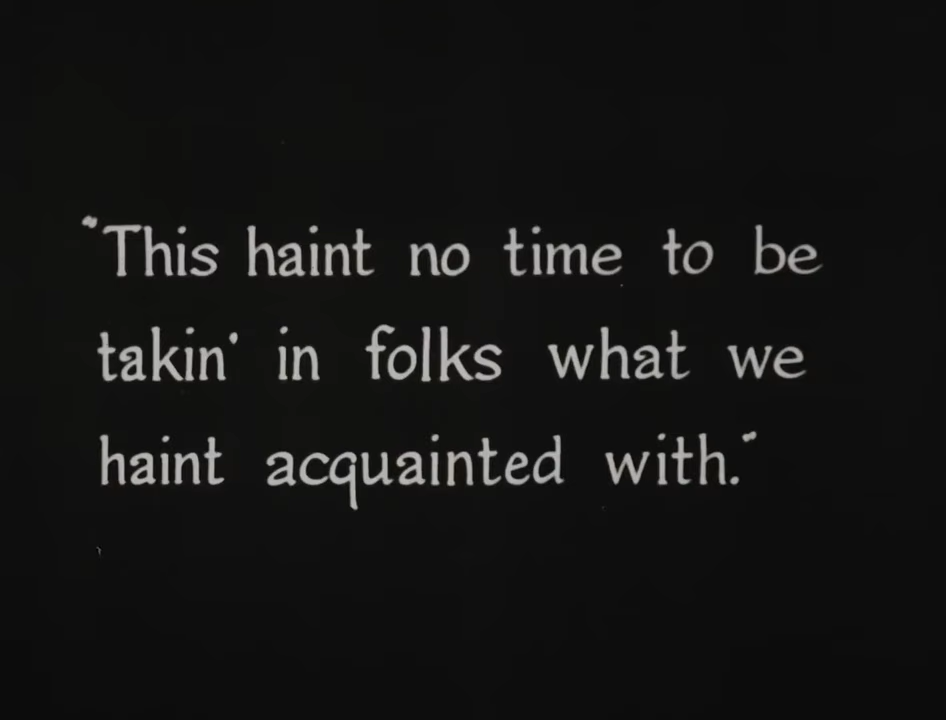 "This haint no time to be
takin' in folks what we
haint acquainted with."